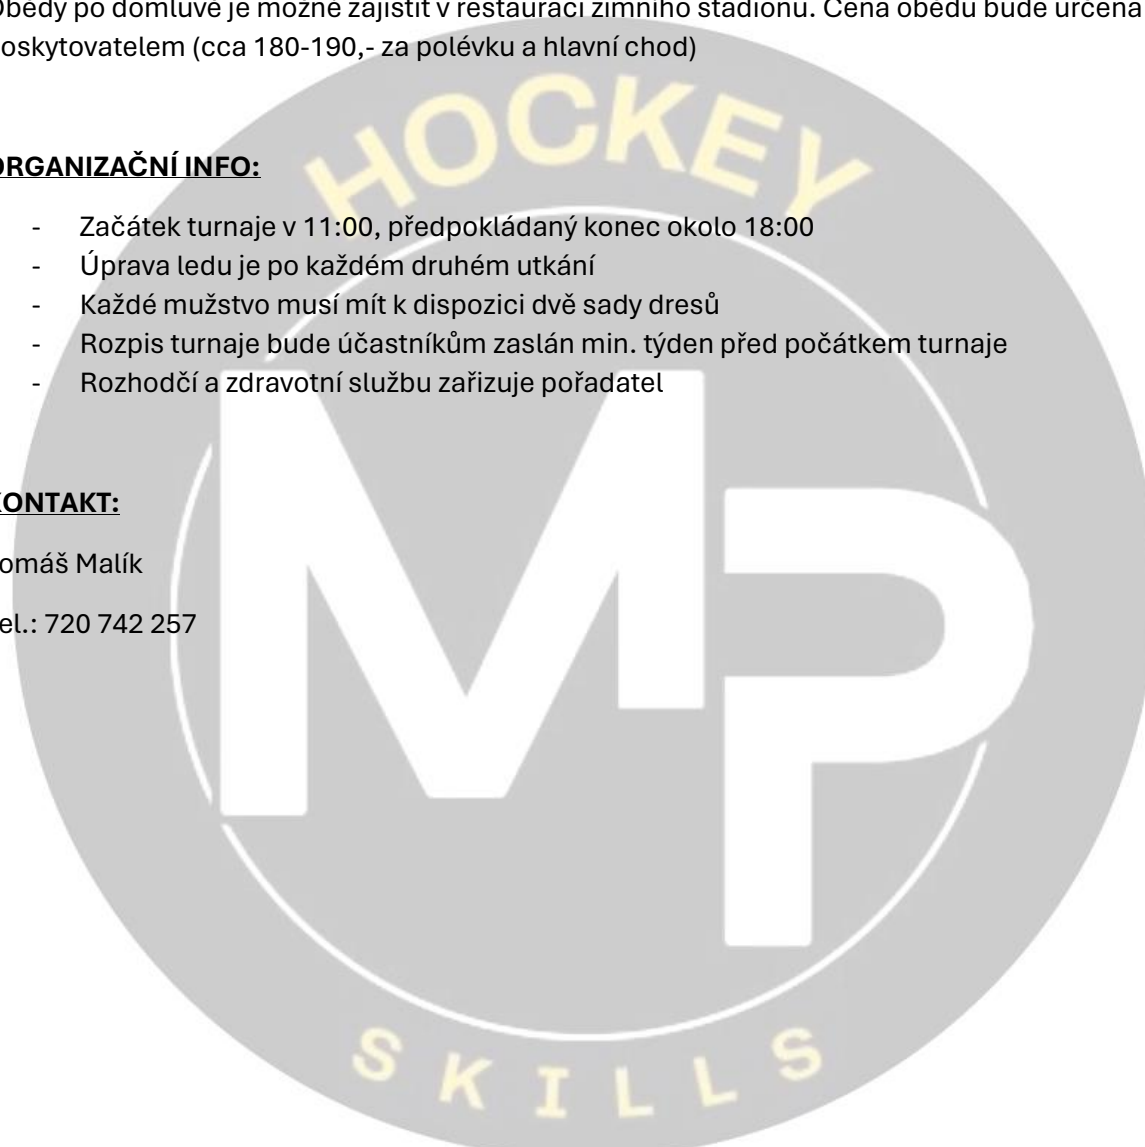 Obědy po domluvě je možné zajistit v restauraci zimního stadionu. Cena obědu bude určena
oskytovatelem (cca 180-190,- za polévku a hlavní chod)
HOCKEY
ORGANIZAČNÍ INFO:
- Začátek turnaje v 11:00, předpokládaný konec okolo 18:00
- Úprava ledu je po každém druhém utkání
- Každé mužstvo musí mít k dispozici dvě sady dresů
- Rozpis turnaje bude účastníkům zaslán min. týden před počátkem turnaje
- Rozhodčí a zdravotní službu zařizuje pořadatel
KONTAKT:
omáš Malík
el.: 720 742 257
MP
SKILLS